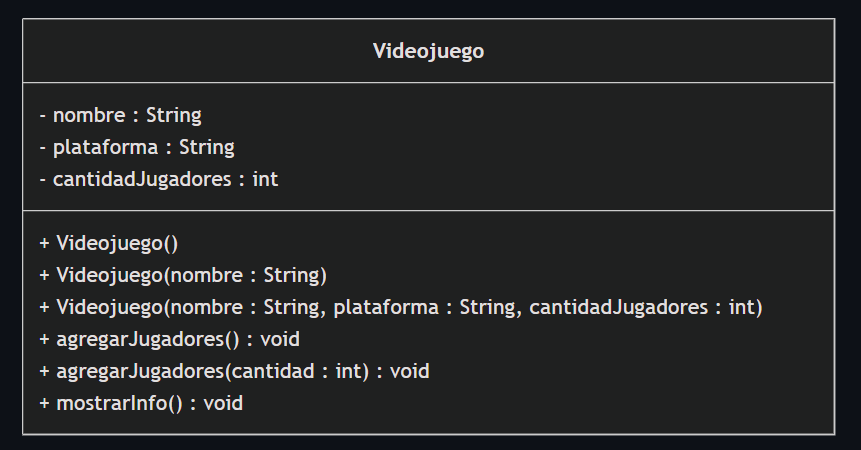 Videojuego
- nombre : String
- plataforma : String
- cantidadJugadores : int
+ Videojuego()
+ Videojuego(nombre : String)
+ Videojuego(nombre : String, plataforma : String, cantidadJugadores : int)
+ agregarJugadores() : void
+ agregarJugadores(cantidad : int) : void
+ mostrarInfo() : void